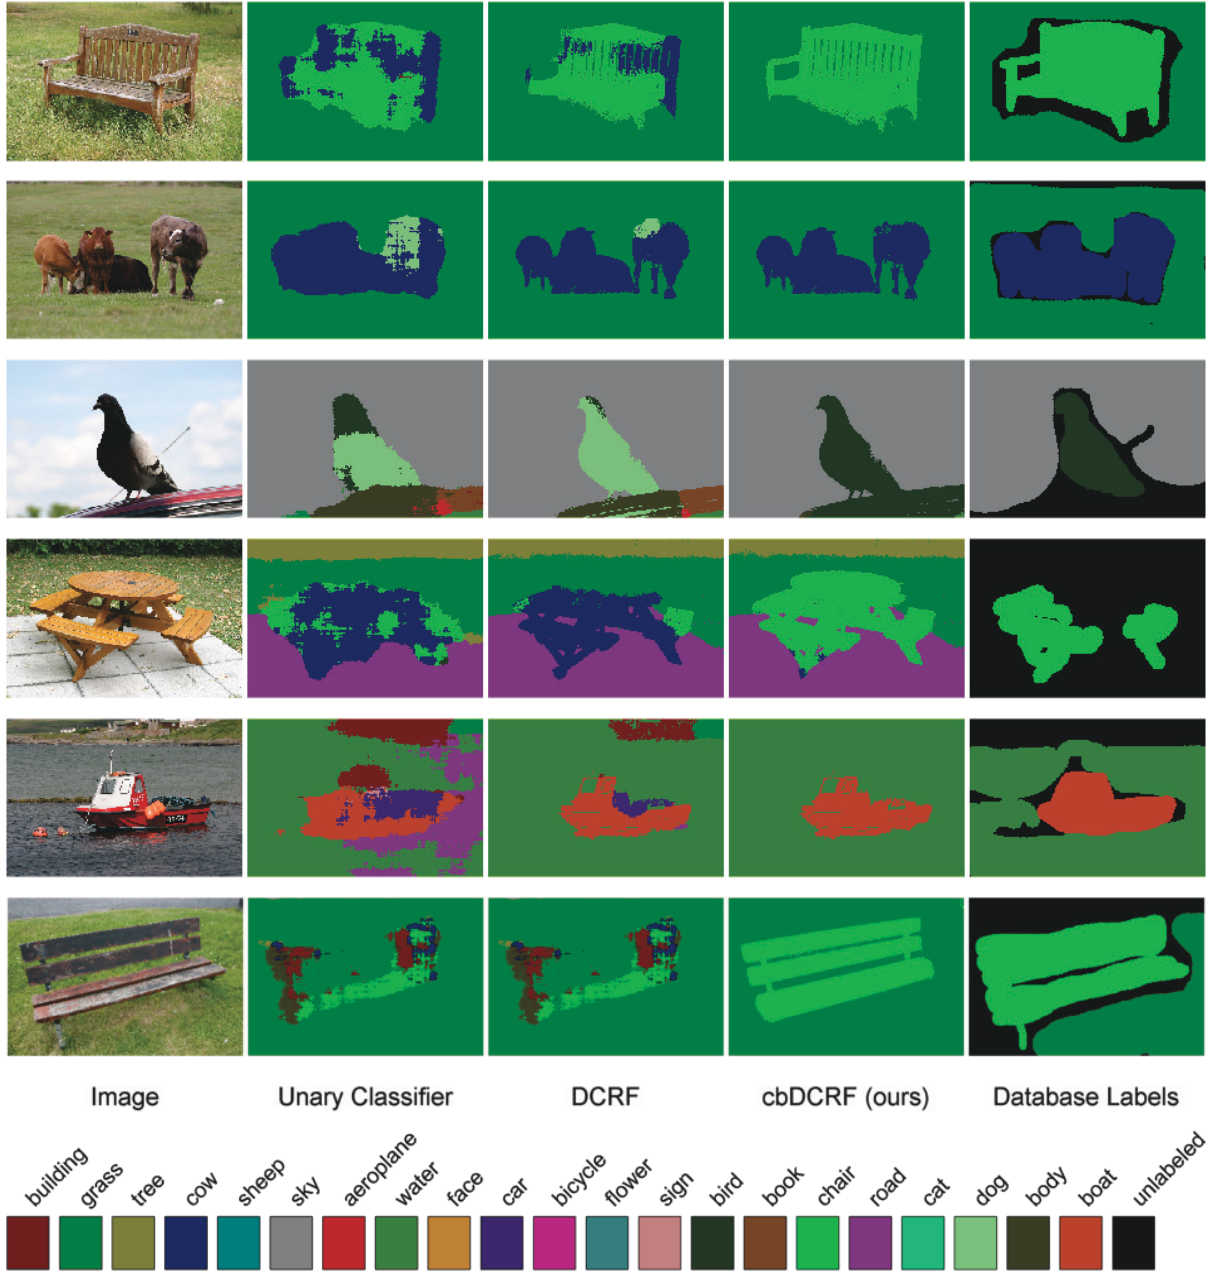 Image Unary Classifier DCRF cbDCRF (ours) Database Labels
building grass tree cow sheep sky aeroplane water face car bicycle flower sign bird book chair road cat dog body boat unlabeled